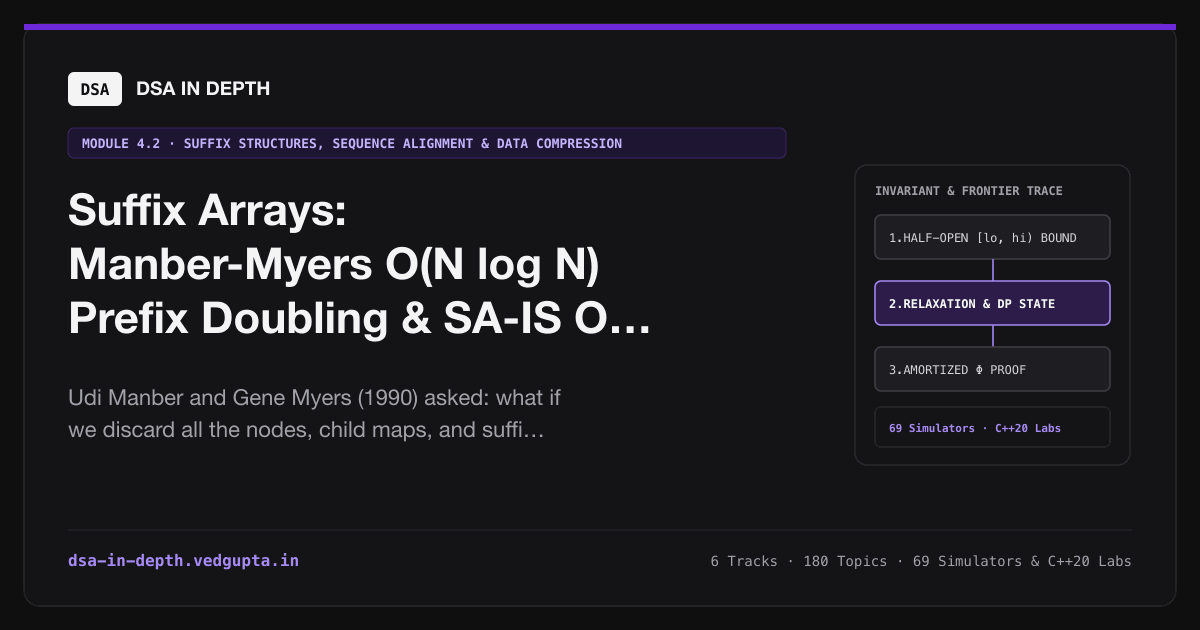 DSA
DSA IN DEPTH
MODULE 4.2 · SUFFIX STRUCTURES, SEQUENCE ALIGNMENT & DATA COMPRESSION
Suffix Arrays:
Manber-Myers O(N log N)
Prefix Doubling & SA-IS O...
Udi Manber and Gene Myers (1990) asked: what if
we discard all the nodes, child maps, and suffi...
INVARIANT & FRONTIER TRACE
1.HALF-OPEN [lo, hi) BOUND
2.RELAXATION & DP STATE
3.AMORTIZED Φ PROOF
69 Simulators · C++20 Labs
dsa-in-depth.vedgupta.in
6 Tracks · 180 Topics · 69 Simulators & C++20 Labs